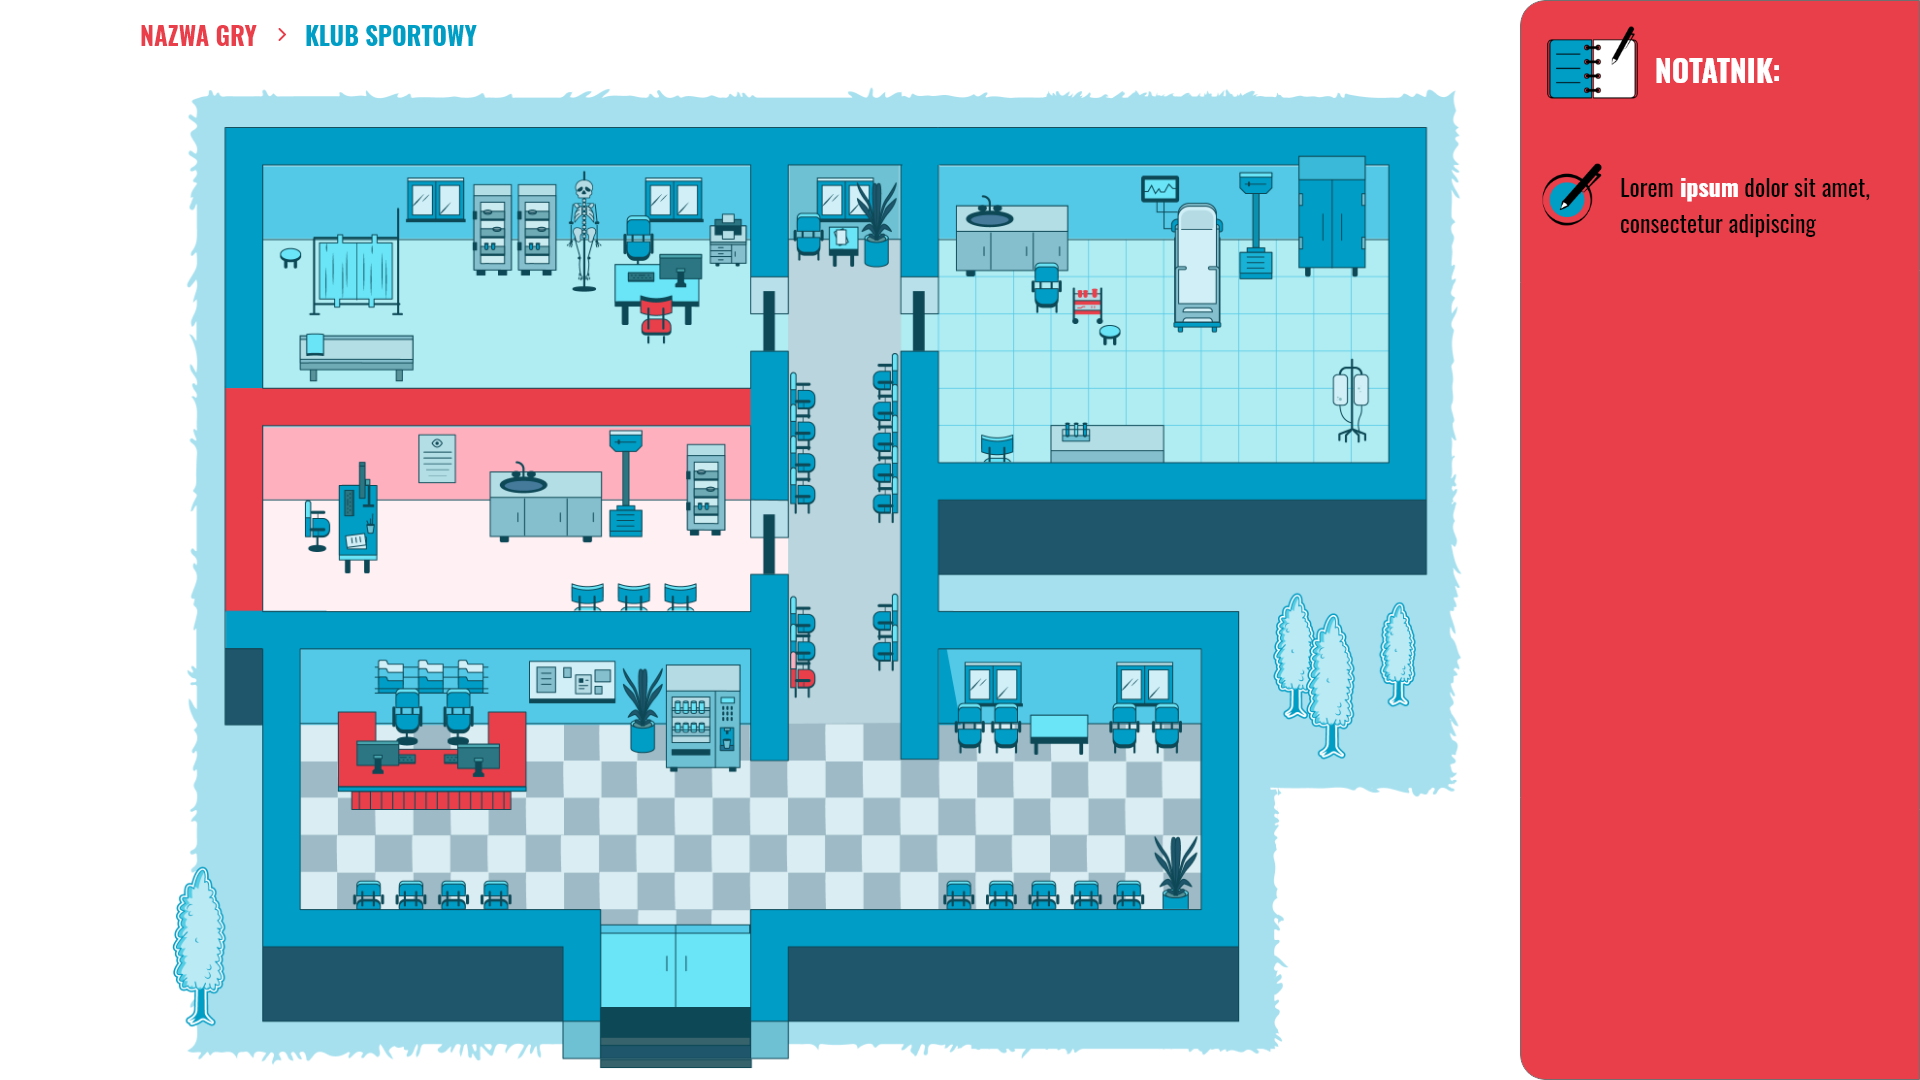 NAZWA GRY > KLUB SPORTOWY
NOTATNIK:
Lorem ipsum dolor sit amet,
consectetur adipiscing